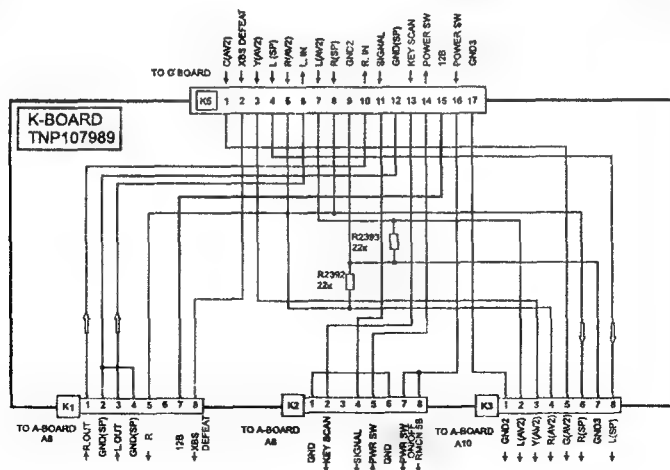 C(AV2)
XBS DEFEAT
Y(AV2)
L (SP)
R(AV2)
L. IN
L(AV2)
R(SP)
GND2
R. IN
SIGNAL
GND(SP)
KEY SCAN
POWER SW
12B
POWER SW
GND3
TO G BOARD
K5 1 2 3 4 5 6 7 8 9 10 11 12 13 14 15 16 17
K-BOARD
TNP107989
R2393
22k
R2392
22k
K1 1 2 3 4 5 6 7 8
K2 1 2 3 4 5 6 7 8
K3 1 2 3 4 5 6 7 8
TO A-BOARD
R.OUT
GND(SP)
L.OUT
GND(SP)
R
12B
XBS
DEFEAT
TO A-BOARD
GND
KEY SCAN
SIGNAL
PWR SW
GND
PWR SW
ON/OFF
TO A-BOARD
A10
GND2
L(AV2)
Y(AV2)
R(AV2)
R(SP)
GND3
L(SP)